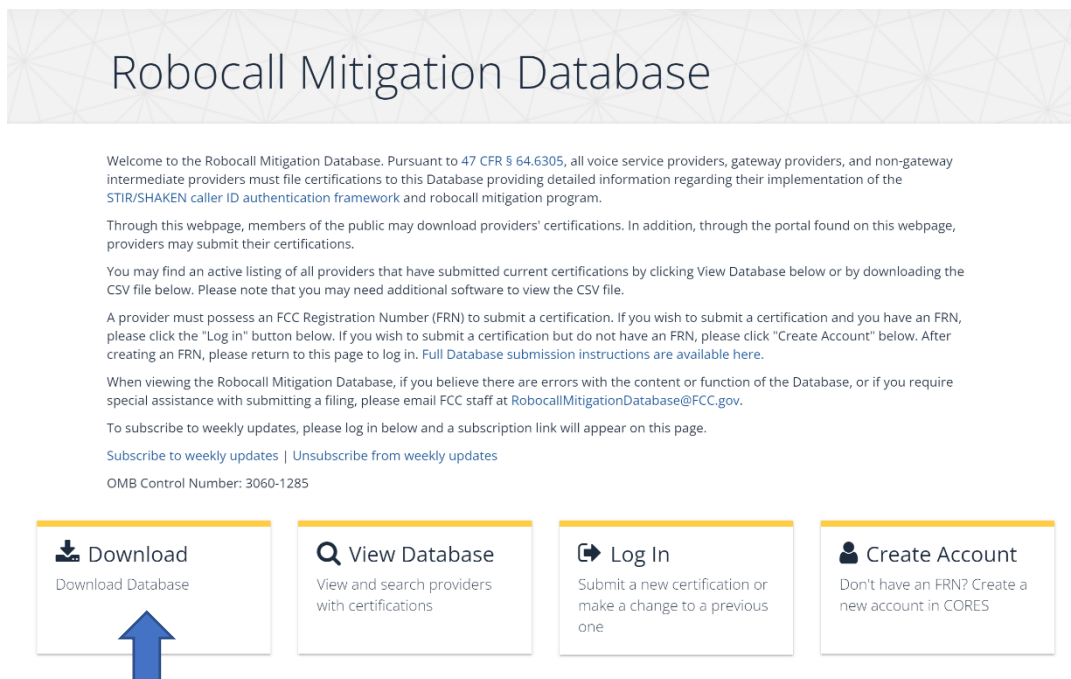 Robocall Mitigation Database
Welcome to the Robocall Mitigation Database. Pursuant to 47 CFR § 64.6305, all voice service providers, gateway providers, and non-gateway
intermediate providers must file certifications to this Database providing detailed information regarding their implementation of the
STIR/SHAKEN caller ID authentication framework and robocall mitigation program.
Through this webpage, members of the public may download providers' certifications. In addition, through the portal found on this webpage,
providers may submit their certifications.
You may find an active listing of all providers that have submitted current certifications by clicking View Database below or by downloading the
CSV file below. Please note that you may need additional software to view the CSV file.
A provider must possess an FCC Registration Number (FRN) to submit a certification. If you wish to submit a certification and you have an FRN,
please click the "Log in" button below. If you wish to submit a certification but do not have an FRN, please click "Create Account" below. After
creating an FRN, please return to this page to log in. Full Database submission instructions are available here.
When viewing the Robocall Mitigation Database, if you believe there are errors with the content or function of the Database, or if you require
special assistance with submitting a filing, please email FCC staff at RobocallMitigationDatabase@FCC.gov.
To subscribe to weekly updates, please log in below and a subscription link will appear on this page.
Subscribe to weekly updates | Unsubscribe from weekly updates
OMB Control Number: 3060-1285
Download
Download Database
View Database
View and search providers
with certifications
Log In
Submit a new certification or
make a change to a previous
one
Create Account
Don't have an FRN? Create a
new account in CORES